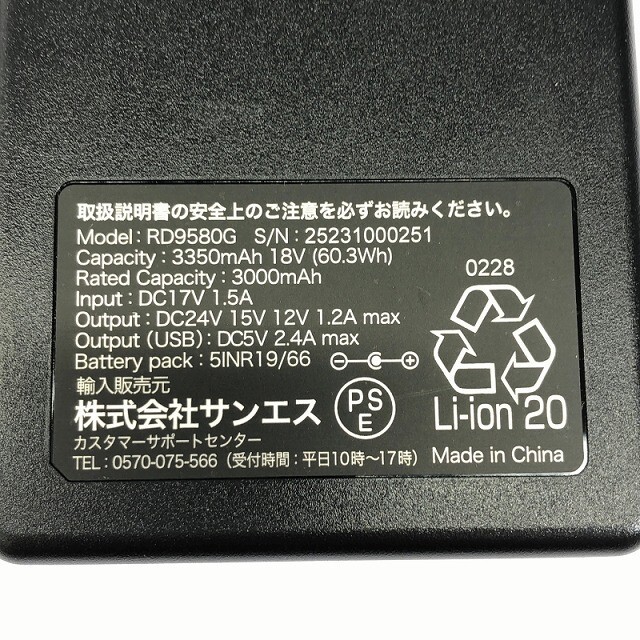 取扱説明書の安全上のご注意を必ずお読みください。
Model : RD9580G S/N : 25231000251
Capacity : 3350mAh 18V (60.3Wh)
Rated Capacity : 3000mAh
Input : DC17V 1.5A
Output : DC24V 15V 12V 1.2A max
Output (USB) : DC5V 2.4A max
Battery pack : 5INR19/66
輸入販売元
株式会社サンエス
カスタマーサポートセンター
TEL : 0570-075-566 (受付時間 : 平日10時～17時)
PS
E
0228
Li-ion 20
Made in China